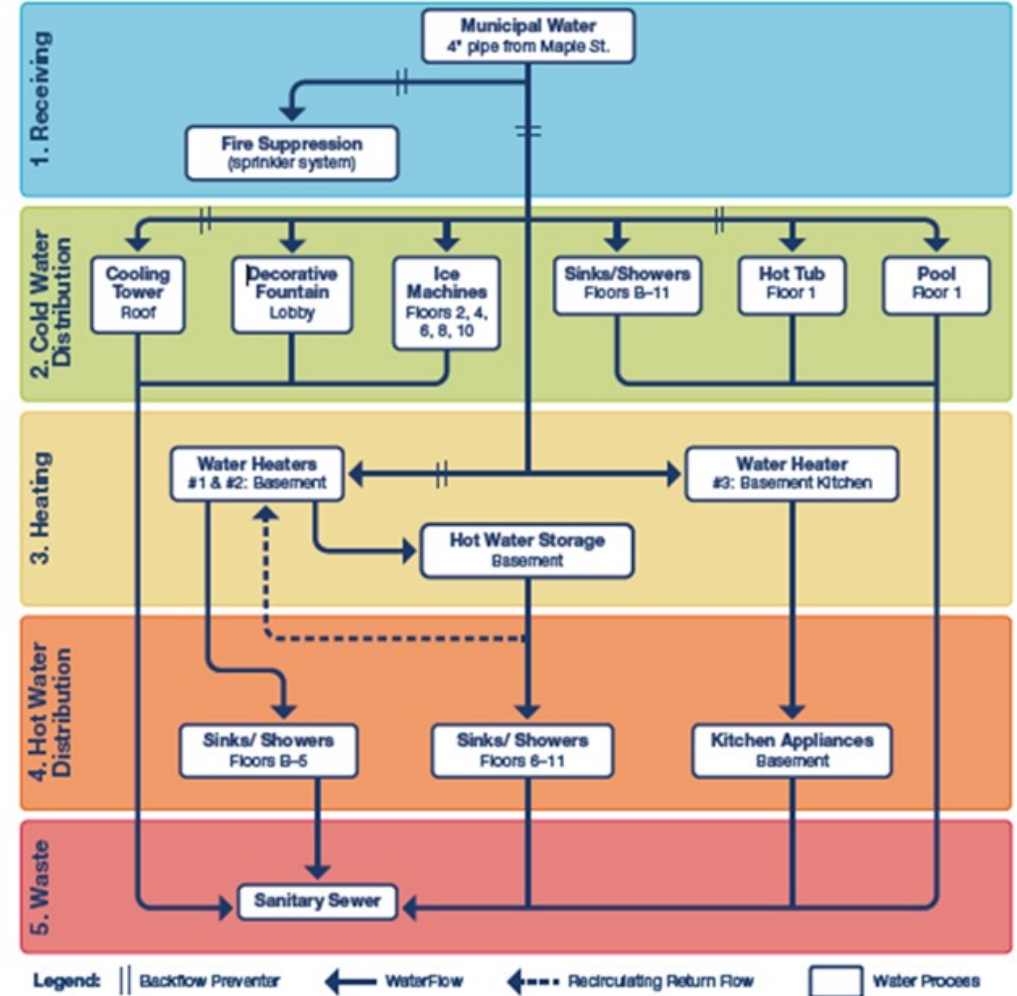 1. Receiving
Municipal Water
4" pipe from Maple St.
Fire Suppression
(sprinkler system)
2. Cold Water
Distribution
Cooling
Tower
Roof
Decorative
Fountain
Lobby
Ice
Machines
Floors 2, 4,
6, 8, 10
Sinks/Showers
Floors B–11
Hot Tub
Floor 1
Pool
Floor 1
3. Heating
Water Heaters
#1 & #2: Basement
Water Heater
#3: Basement Kitchen
Hot Water Storage
Basement
4. Hot Water
Distribution
Sinks/ Showers
Floors B–5
Sinks/ Showers
Floors 6–11
Kitchen Appliances
Basement
5. Waste
Sanitary Sewer
Legend: Backflow Preventer WaterFlow Recirculating Return Flow Water Process